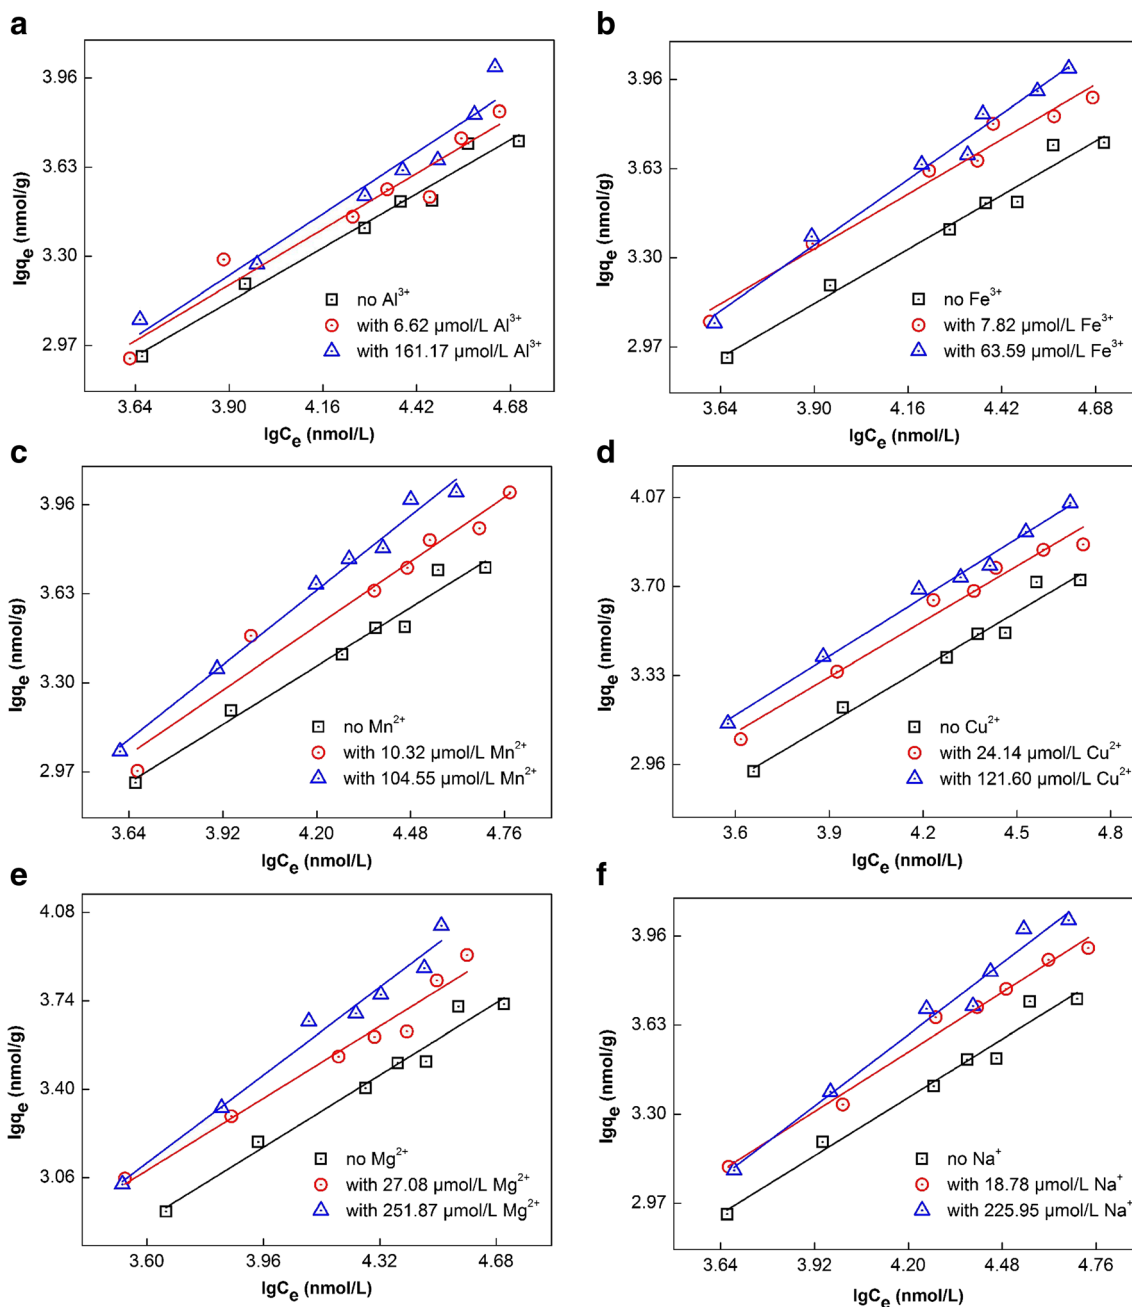 a
lgqe (nmol/g)
3.96
3.63
3.30
2.97
no Al3+
with 6.62 µmol/L Al3+
with 161.17 µmol/L Al3+
3.64 3.90 4.16 4.42 4.68
lgCe (nmol/L)
b
lgqe (nmol/g)
3.96
3.63
3.30
2.97
no Fe3+
with 7.82 µmol/L Fe3+
with 63.59 µmol/L Fe3+
3.64 3.90 4.16 4.42 4.68
lgCe (nmol/L)
c
lgqe (nmol/g)
3.96
3.63
3.30
2.97
no Mn2+
with 10.32 µmol/L Mn2+
with 104.55 µmol/L Mn2+
3.64 3.92 4.20 4.48 4.76
lgCe (nmol/L)
d
lgqe (nmol/g)
4.07
3.70
3.33
2.96
no Cu2+
with 24.14 µmol/L Cu2+
with 121.60 µmol/L Cu2+
3.6 3.9 4.2 4.5 4.8
lgCe (nmol/L)
e
lgqe (nmol/g)
4.08
3.74
3.40
3.06
no Mg2+
with 27.08 µmol/L Mg2+
with 251.87 µmol/L Mg2+
3.60 3.96 4.32 4.68
lgCe (nmol/L)
f
lgqe (nmol/g)
3.96
3.63
3.30
2.97
no Na+
with 18.78 µmol/L Na+
with 225.95 µmol/L Na+
3.64 3.92 4.20 4.48 4.76
lgCe (nmol/L)